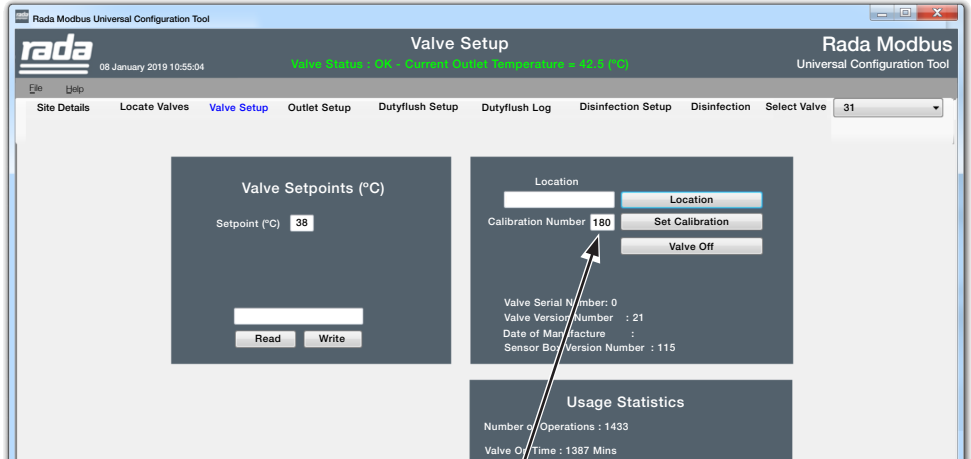 Rada Modbus Universal Configuration Tool
rada
08 January 2019 10:55:04
Valve Setup
Valve Status : OK - Current Outlet Temperature = 42.5 (ºC)
Rada Modbus
Universal Configuration Tool
File Help
Site Details Locate Valves Valve Setup Outlet Setup Dutyflush Setup Dutyflush Log Disinfection Setup Disinfection Select Valve 31
Valve Setpoints (ºC)
Setpoint (ºC) 38
Read Write
Location
Location
Calibration Number 180 Set Calibration
Valve Off
Valve Serial Number: 0
Valve Version Number : 21
Date of Manufacture :
Sensor Box Version Number : 115
Usage Statistics
Number of Operations : 1433
Valve On Time : 1387 Mins